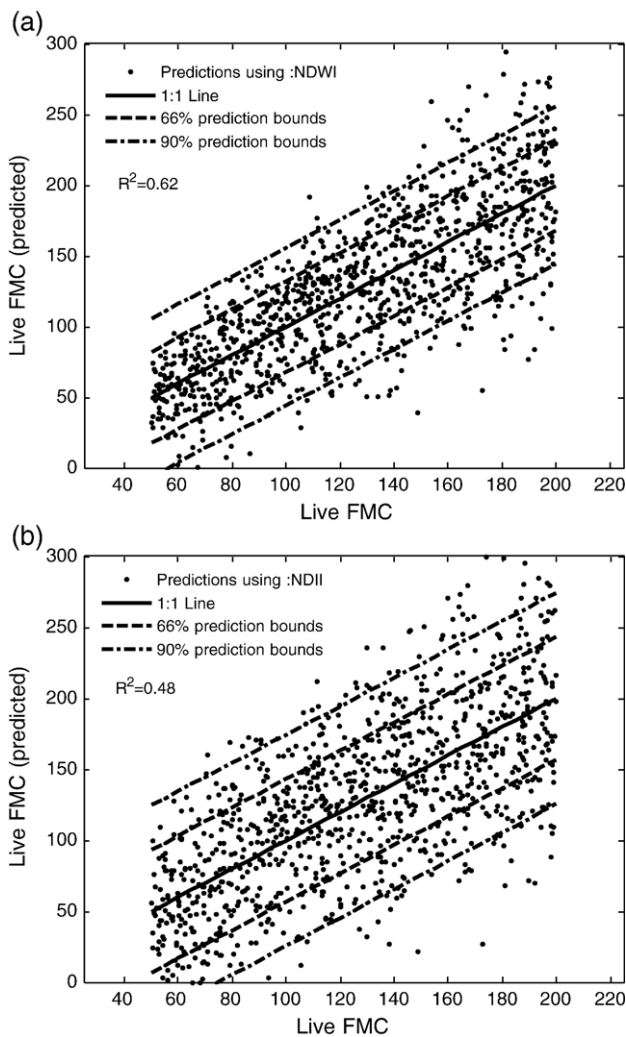 (a)
300
250
200
150
100
50
0
Live FMC (predicted)
Predictions using :NDWI
1:1 Line
66% prediction bounds
90% prediction bounds
R²=0.62
40 60 80 100 120 140 160 180 200 220
Live FMC
(b)
300
250
200
150
100
50
0
Live FMC (predicted)
Predictions using :NDII
1:1 Line
66% prediction bounds
90% prediction bounds
R²=0.48
40 60 80 100 120 140 160 180 200 220
Live FMC